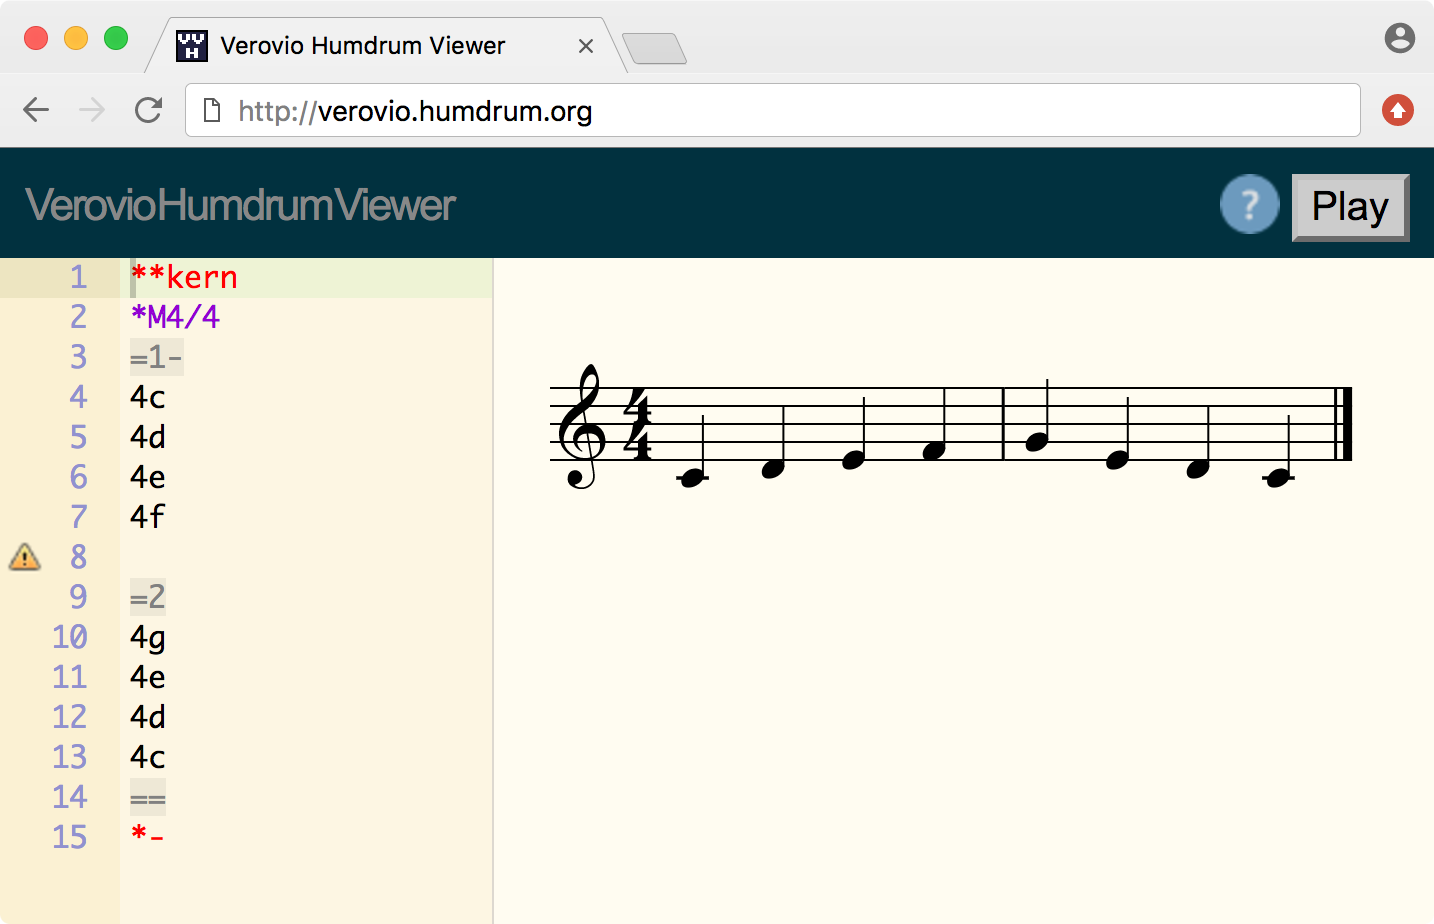 Verovio Humdrum Viewer
http://verovio.humdrum.org
VerovioHumdrumViewer
? Play
1 **kern
2 *M4/4
3 =1-
4 4c
5 4d
6 4e
7 4f
8
9 =2
10 4g
11 4e
12 4d
13 4c
14 ==
15 *-
4
4